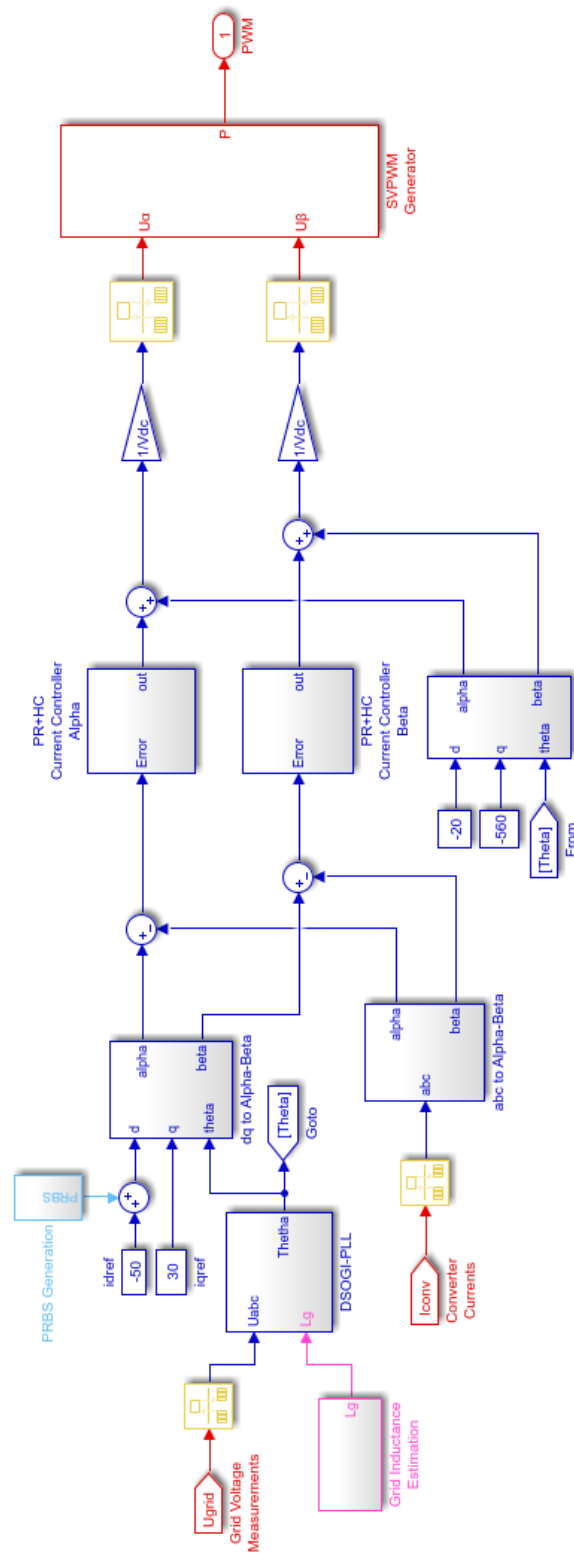 PRBS Generation
PRBS
idref
-50
30
iqref
d
q
theta
alpha
beta
dq to Alpha-Beta
Ugrid
Grid Voltage
Measurements
Uabc
Lg
Thetha
DSOGI-PLL
[Theta]
Goto
Lg
Grid Inductance
Estimation
Iconv
Converter
Currents
abc
alpha
beta
abc to Alpha-Beta
+
+
+
-
+
-
PR+HC
Current Controller
Alpha
Error
out
PR+HC
Current Controller
Beta
Error
out
-20
-560
[Theta]
From
d
q
theta
alpha
beta
+
+
+
+
1/Vdc
1/Vdc
Uα
Uβ
P
SVPWM
Generator
1
PWM